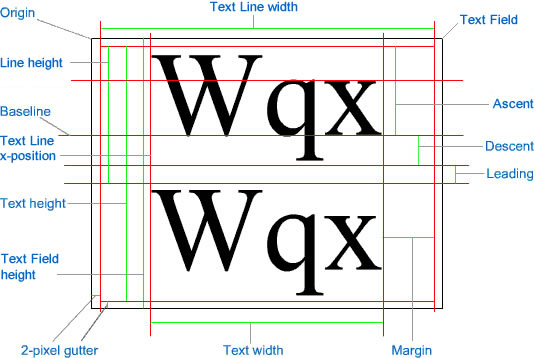 Text Line width
Origin
Text Field
Line height
Wqx
Ascent
Baseline
Text Line
x-position
Descent
Leading
Text height
Wqx
Text Field
height
2-pixel gutter
Text width
Margin